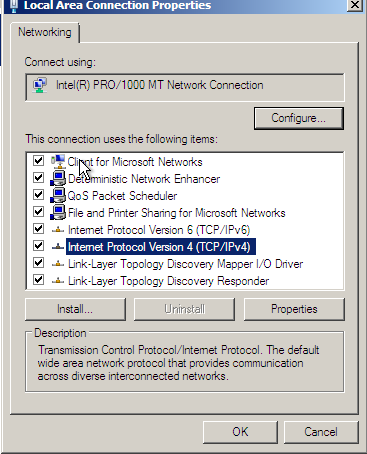 Local Area Connection Properties
Networking
Connect using:
Intel(R) PRO/1000 MT Network Connection
Configure...
This connection uses the following items:
Client for Microsoft Networks
Deterministic Network Enhancer
QoS Packet Scheduler
File and Printer Sharing for Microsoft Networks
Internet Protocol Version 6 (TCP/IPv6)
Internet Protocol Version 4 (TCP/IPv4)
Link-Layer Topology Discovery Mapper I/O Driver
Link-Layer Topology Discovery Responder
Install... Uninstall Properties
Description
Transmission Control Protocol/Internet Protocol. The default
wide area network protocol that provides communication
across diverse interconnected networks.
OK Cancel